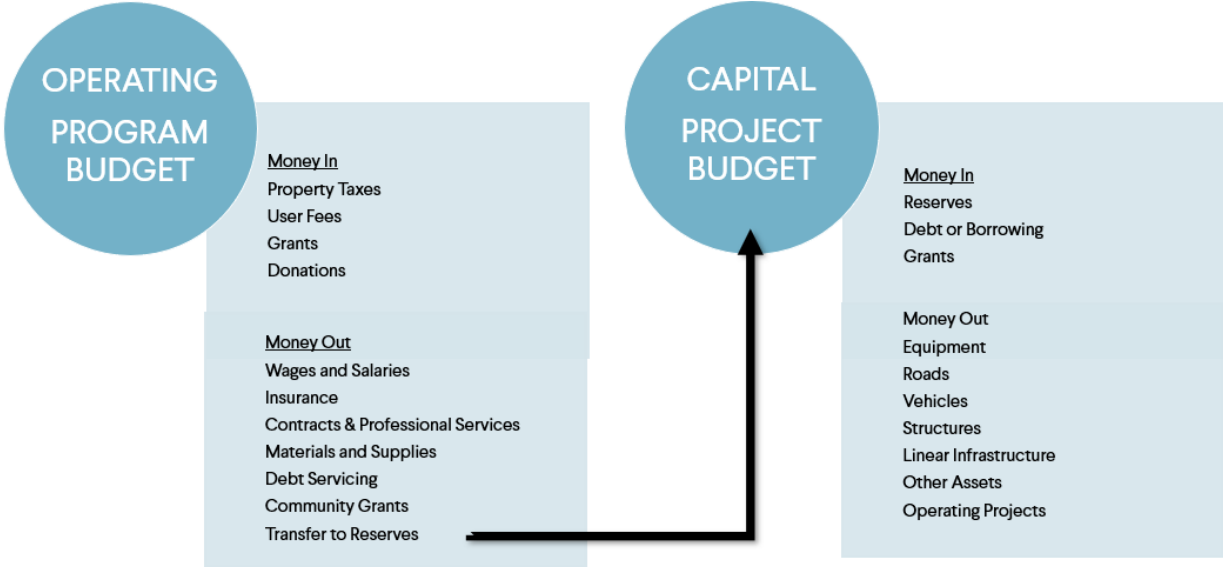 OPERATING
PROGRAM
BUDGET
Money In
Property Taxes
User Fees
Grants
Donations
Money Out
Wages and Salaries
Insurance
Contracts & Professional Services
Materials and Supplies
Debt Servicing
Community Grants
Transfer to Reserves
CAPITAL
PROJECT
BUDGET
Money In
Reserves
Debt or Borrowing
Grants
Money Out
Equipment
Roads
Vehicles
Structures
Linear Infrastructure
Other Assets
Operating Projects